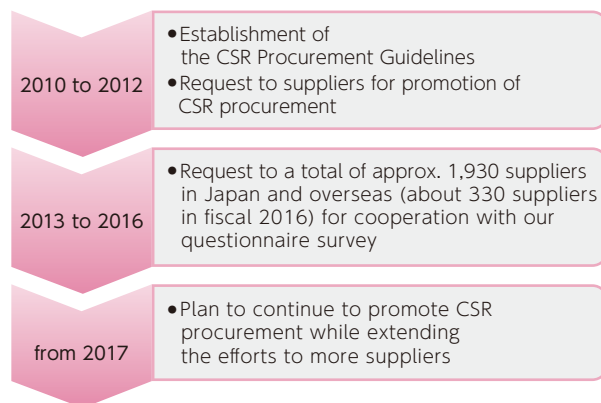 2010 to 2012
•Establishment of
the CSR Procurement Guidelines
•Request to suppliers for promotion of
CSR procurement
2013 to 2016
•Request to a total of approx. 1,930 suppliers
in Japan and overseas (about 330 suppliers
in fiscal 2016) for cooperation with our
questionnaire survey
from 2017
•Plan to continue to promote CSR
procurement while extending
the efforts to more suppliers